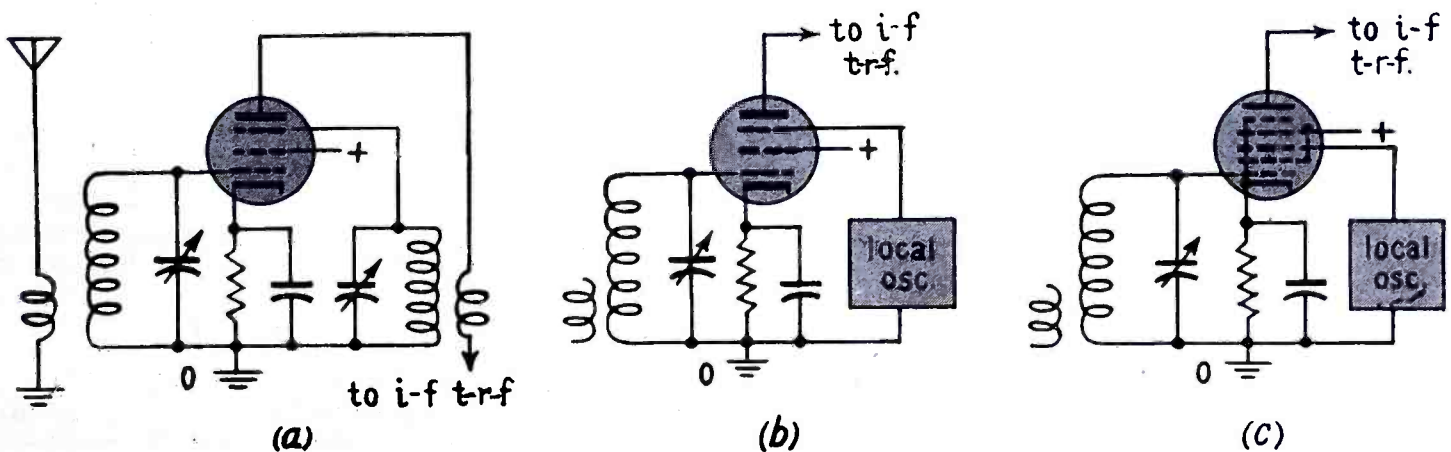 +
0
to i-f t-r-f
(a)
to i-f
t-r-f.
+
local
osc.
0
(b)
to i-f
t-r-f.
+
local
osc.
0
(c)